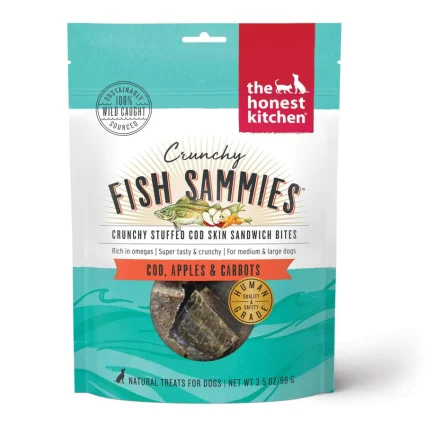 the
honest
kitchen®
SUSTAINABLY
100%
WILD CAUGHT
SOURCED
Crunchy
FISH SAMMIES™
CRUNCHY STUFFED COD SKIN SANDWICH BITES
Rich in omegas | Super tasty & crunchy | For medium & large dogs
COD, APPLES & CARROTS
HUMAN
QUALITY
& SAFETY
GRADE
NATURAL TREATS FOR DOGS | NET WT 3.5 OZ/99 G